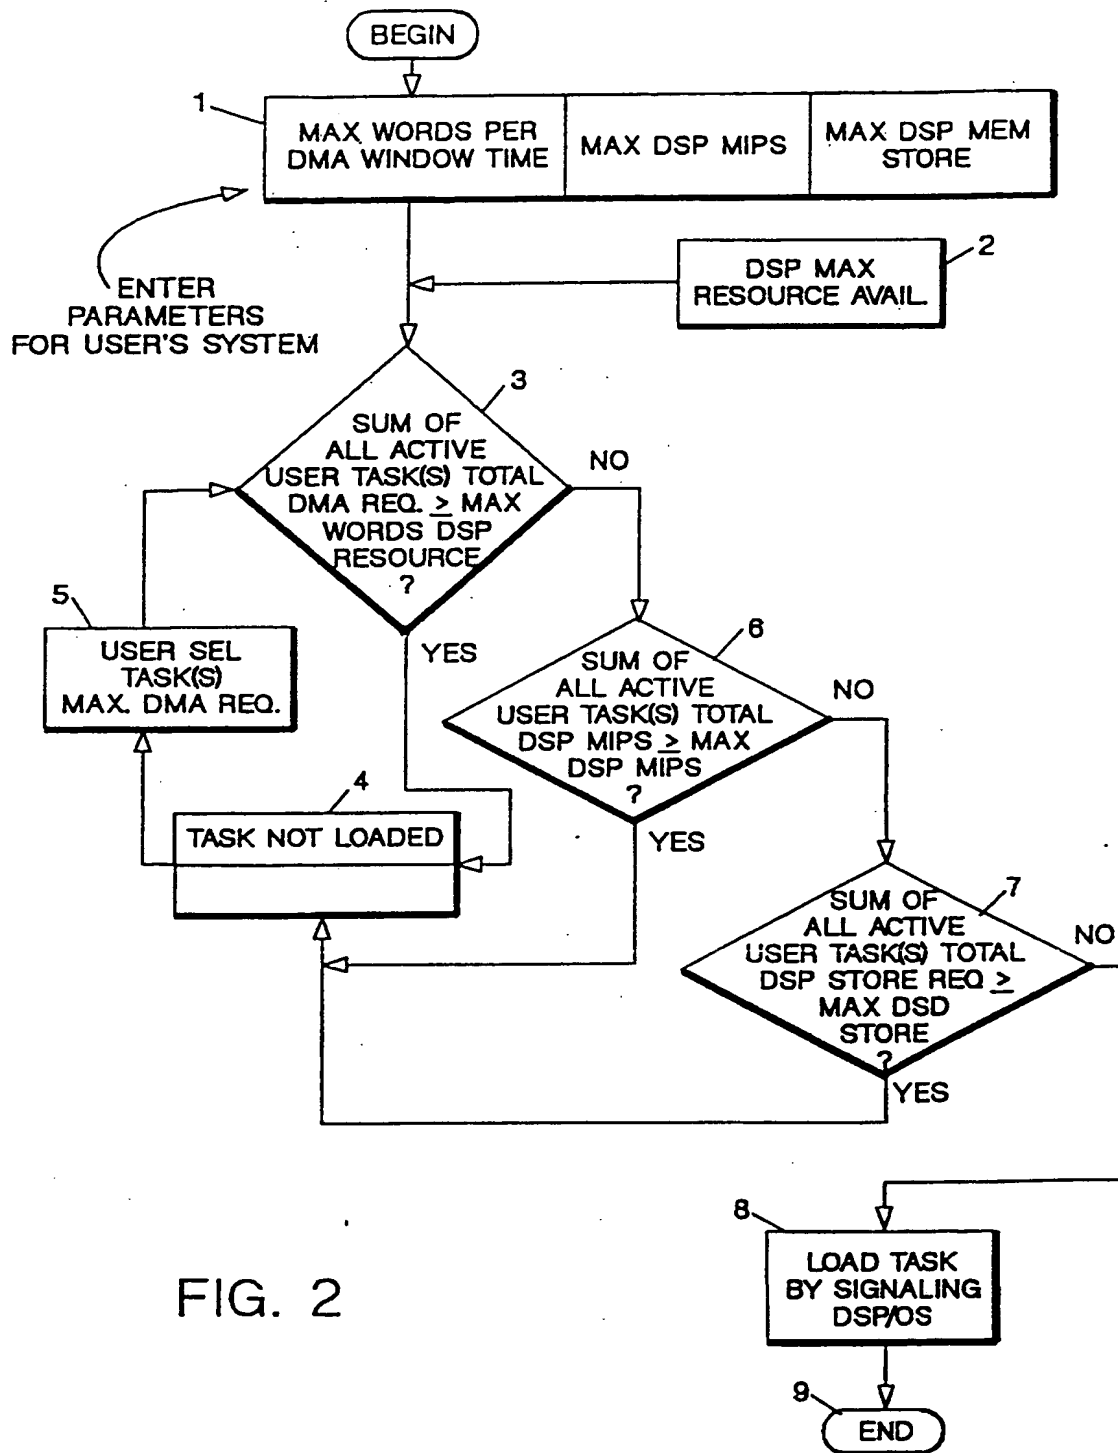 BEGIN
1
MAX WORDS PER
DMA WINDOW TIME
MAX DSP MIPS
MAX DSP MEM
STORE
2
DSP MAX
RESOURCE AVAIL.
ENTER
PARAMETERS
FOR USER'S SYSTEM
3
SUM OF
ALL ACTIVE
USER TASK(S) TOTAL
DMA REQ. ≥ MAX
WORDS DSP
RESOURCE
?
NO
YES
5
USER SEL
TASK(S)
MAX. DMA REQ.
6
SUM OF
ALL ACTIVE
USER TASK(S) TOTAL
DSP MIPS ≥ MAX
DSP MIPS
?
NO
YES
4
TASK NOT LOADED
7
SUM OF
ALL ACTIVE
USER TASK(S) TOTAL
DSP STORE REQ ≥
MAX DSD
STORE
?
NO
YES
8
LOAD TASK
BY SIGNALING
DSP/OS
9
END
FIG. 2